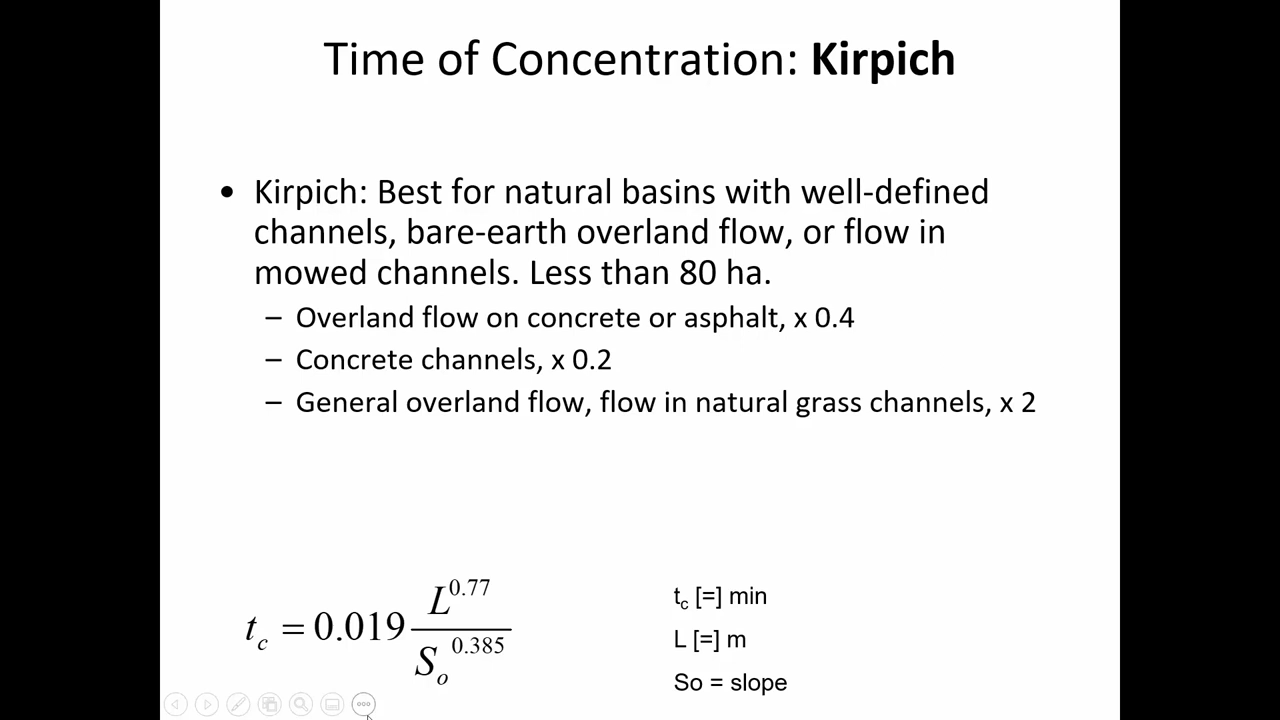 Time of Concentration: Kirpich
• Kirpich: Best for natural basins with well-defined
channels, bare-earth overland flow, or flow in
mowed channels. Less than 80 ha.
– Overland flow on concrete or asphalt, x 0.4
– Concrete channels, x 0.2
– General overland flow, flow in natural grass channels, x 2
t_c = 0.019 L^0.77 / S_o^0.385
t_c [=] min
L [=] m
So = slope